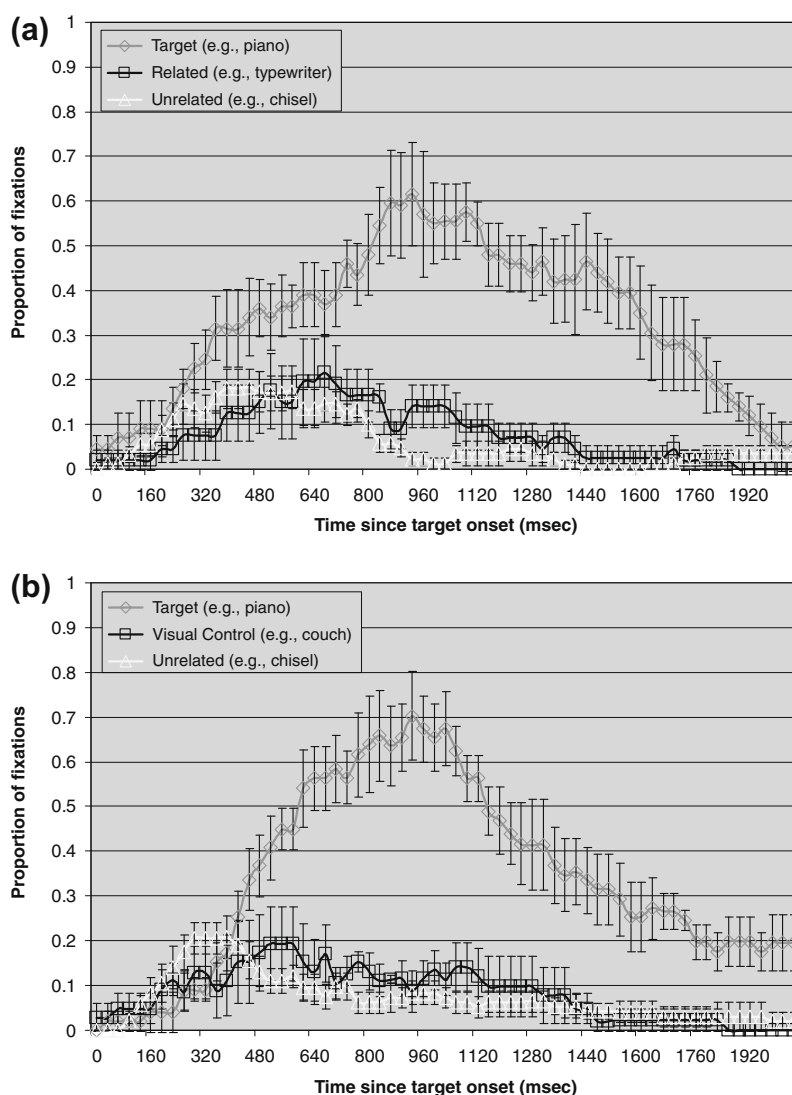 (a)
1
0.9
0.8
0.7
0.6
0.5
0.4
0.3
0.2
0.1
0
Proportion of fixations
Target (e.g., piano)
Related (e.g., typewriter)
Unrelated (e.g., chisel)
0 160 320 480 640 800 960 1120 1280 1440 1600 1760 1920
Time since target onset (msec)
(b)
1
0.9
0.8
0.7
0.6
0.5
0.4
0.3
0.2
0.1
0
Proportion of fixations
Target (e.g., piano)
Visual Control (e.g., couch)
Unrelated (e.g., chisel)
0 160 320 480 640 800 960 1120 1280 1440 1600 1760 1920
Time since target onset (msec)